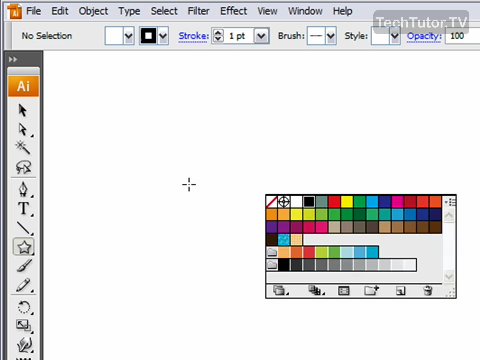 File Edit Object Type Select Filter Effect View Window Help
TechTutor.TV
No Selection Stroke: 1 pt Brush: Style: Opacity: 100
Ai
T